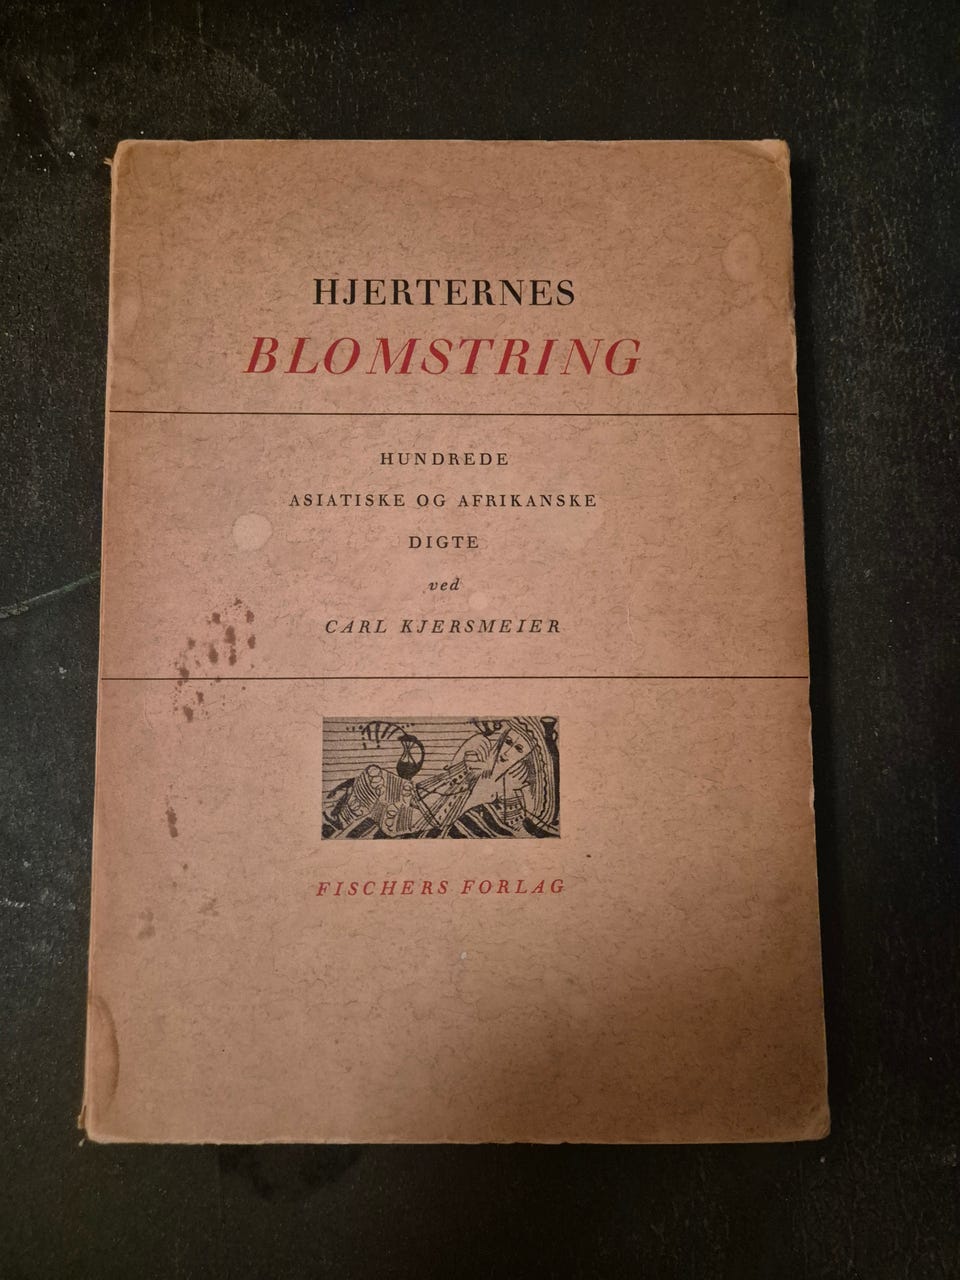 HJERTERNES
BLOMSTRING
HUNDREDE
ASIATISKE OG AFRIKANSKE
DIGTE
ved
CARL KJERSMEIER
FISCHERS FORLAG